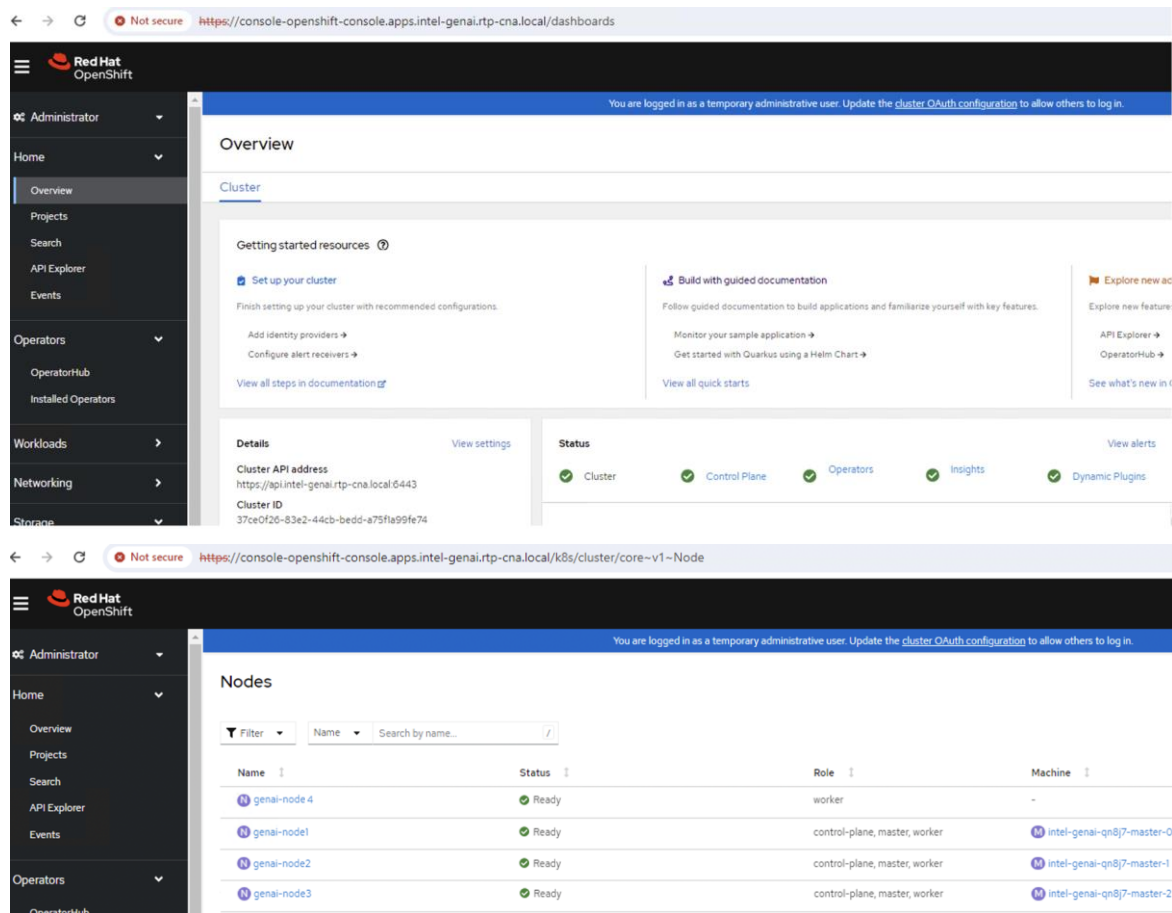 Not secure https://console-openshift-console.apps.intel-genai.rtp-cna.local/dashboards
Red Hat
OpenShift
You are logged in as a temporary administrative user. Update the cluster OAuth configuration to allow others to log in.
Administrator
Home
Overview
Projects
Search
API Explorer
Events
Operators
OperatorHub
Installed Operators
Workloads
Networking
Storage
Overview
Cluster
Getting started resources
Set up your cluster
Finish setting up your cluster with recommended configurations.
Add identity providers
Configure alert receivers
View all steps in documentation
Build with guided documentation
Follow guided documentation to build applications and familiarize yourself with key features.
Monitor your sample application
Get started with Quarkus using a Helm Chart
View all quick starts
Explore new
Explore new
API Explorer
OperatorHub
See what's new in
Details View settings
Cluster API address
https://api.intel-genai.rtp-cna.local:6443
Cluster ID
37ce0f26-83e2-44cb-bedd-a75f1a99fe74
Status View alerts
Cluster Control Plane Operators Insights Dynamic Plugins
Not secure https://console-openshift-console.apps.intel-genai.rtp-cna.local/k8s/cluster/core~v1~Node
Red Hat
OpenShift
You are logged in as a temporary administrative user. Update the cluster OAuth configuration to allow others to log in.
Administrator
Home
Overview
Projects
Search
API Explorer
Events
Operators
OperatorHub
Nodes
Filter Name Search by name... /
Name Status Role Machine
N genai-node 4 Ready worker -
N genai-node1 Ready control-plane, master, worker M intel-genai-qn8j7-master-0
N genai-node2 Ready control-plane, master, worker M intel-genai-qn8j7-master-1
N genai-node3 Ready control-plane, master, worker M intel-genai-qn8j7-master-2